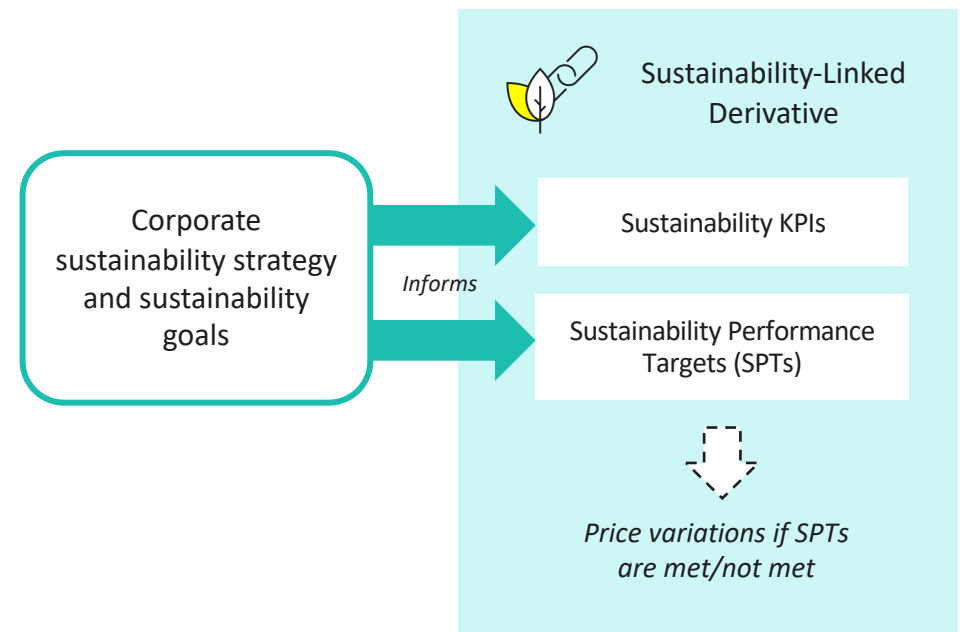 Sustainability-Linked
Derivative
Corporate
sustainability strategy
and sustainability
goals
Informs
Sustainability KPIs
Sustainability Performance
Targets (SPTs)
Price variations if SPTs
are met/not met